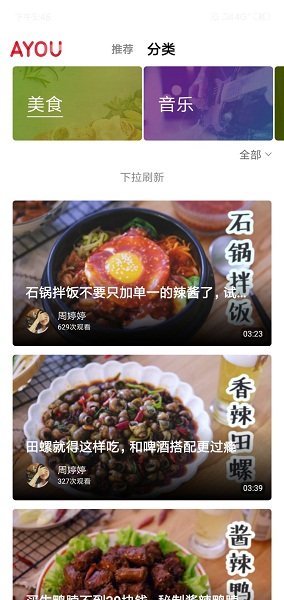 AYOU
推荐 分类
美食 音乐
全部
下拉刷新
石锅拌饭
石锅拌饭不要只加单一的辣酱了，试...
周婷婷
629次观看
03:23
香辣田螺
田螺就得这样吃，和啤酒搭配更过瘾
周婷婷
327次观看
03:39
酱辣鸭